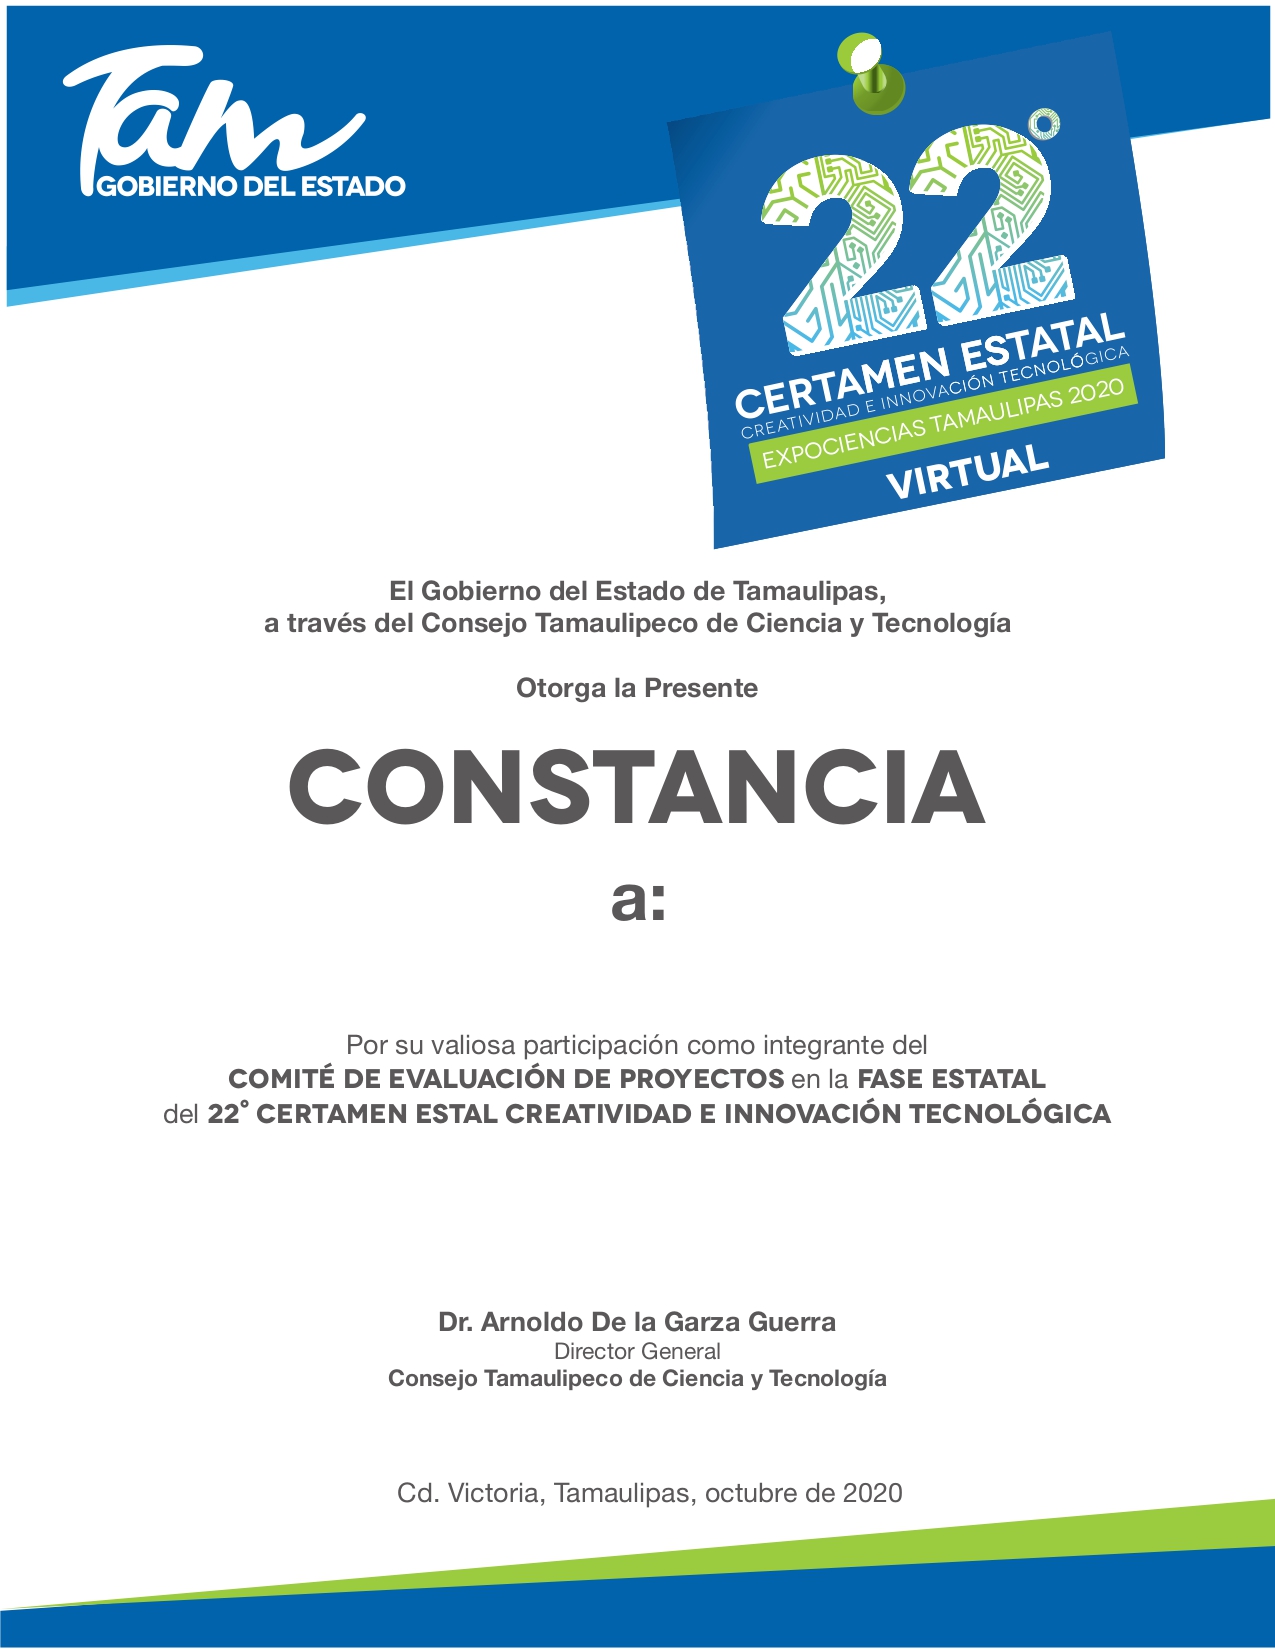 Tam
GOBIERNO DEL ESTADO
22°
CERTAMEN ESTATAL
CREATIVIDAD E INNOVACIÓN TECNOLÓGICA
EXPOCIENCIAS TAMAULIPAS 2020
VIRTUAL
El Gobierno del Estado de Tamaulipas,
a través del Consejo Tamaulipeco de Ciencia y Tecnología
Otorga la Presente
CONSTANCIA
a:
Por su valiosa participación como integrante del
COMITÉ DE EVALUACIÓN DE PROYECTOS en la FASE ESTATAL
del 22° CERTAMEN ESTAL CREATIVIDAD E INNOVACIÓN TECNOLÓGICA
Dr. Arnoldo De la Garza Guerra
Director General
Consejo Tamaulipeco de Ciencia y Tecnología
Cd. Victoria, Tamaulipas, octubre de 2020